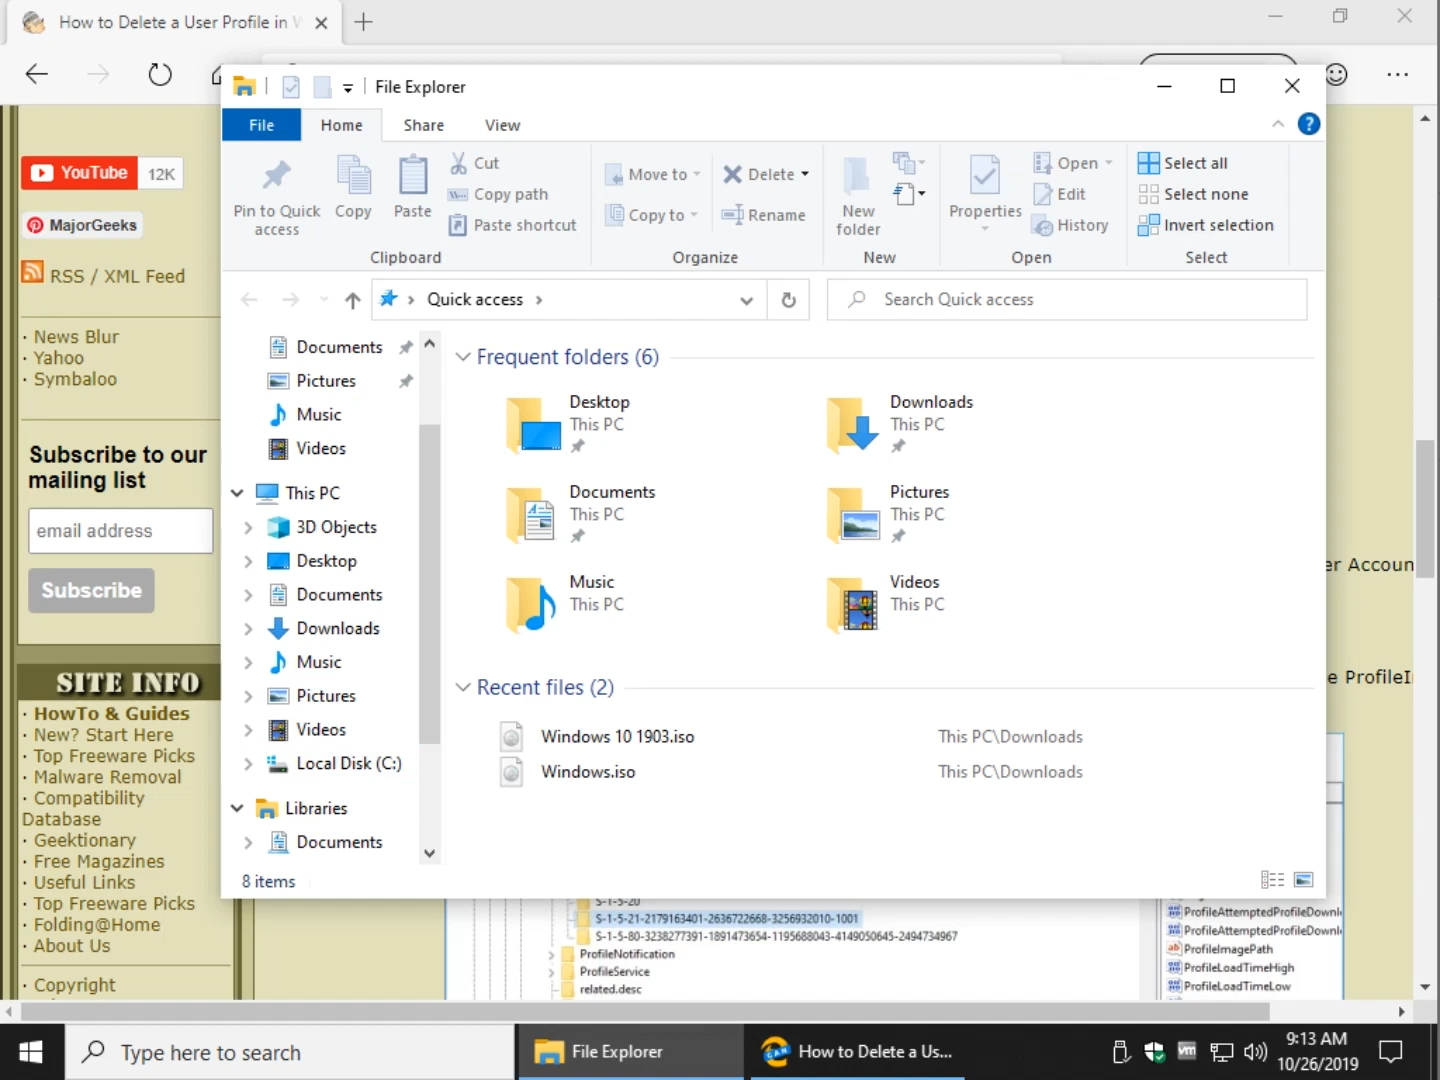 How to Delete a User Profile in W
File Explorer
File
Home
Share
View
Pin to Quick access
Copy
Paste
Cut
Copy path
Paste shortcut
Clipboard
Move to
Copy to
Delete
Rename
Organize
New folder
New
Properties
Open
Edit
History
Open
Select all
Select none
Invert selection
Select
Quick access
Search Quick access
YouTube 12K
MajorGeeks
RSS / XML Feed
· News Blur
· Yahoo
· Symbaloo
Subscribe to our
mailing list
email address
Subscribe
SITE INFO
· HowTo & Guides
· New? Start Here
· Top Freeware Picks
· Malware Removal
· Compatibility
Database
· Geektionary
· Free Magazines
· Useful Links
· Top Freeware Picks
· Folding@Home
· About Us
· Copyright
Documents
Pictures
Music
Videos
This PC
3D Objects
Desktop
Documents
Downloads
Music
Pictures
Videos
Local Disk (C:)
Libraries
Documents
Frequent folders (6)
Desktop
This PC
Downloads
This PC
Documents
This PC
Pictures
This PC
Music
This PC
Videos
This PC
Recent files (2)
Windows 10 1903.iso This PC\Downloads
Windows.iso This PC\Downloads
8 items
er Accoun
e ProfileI
S-1-5-20
S-1-5-21-2179163401-2636722668-3256932010-1001
S-1-5-80-3238277391-1891473654-1195688043-4149050645-2494734967
ProfileNotification
ProfileService
related.desc
ProfileAttemptedProfileDownl
ProfileAttemptedProfileDownl
ProfileImagePath
ProfileLoadTimeHigh
ProfileLoadTimeLow
Type here to search
File Explorer
How to Delete a Us...
vm
9:13 AM
10/26/2019